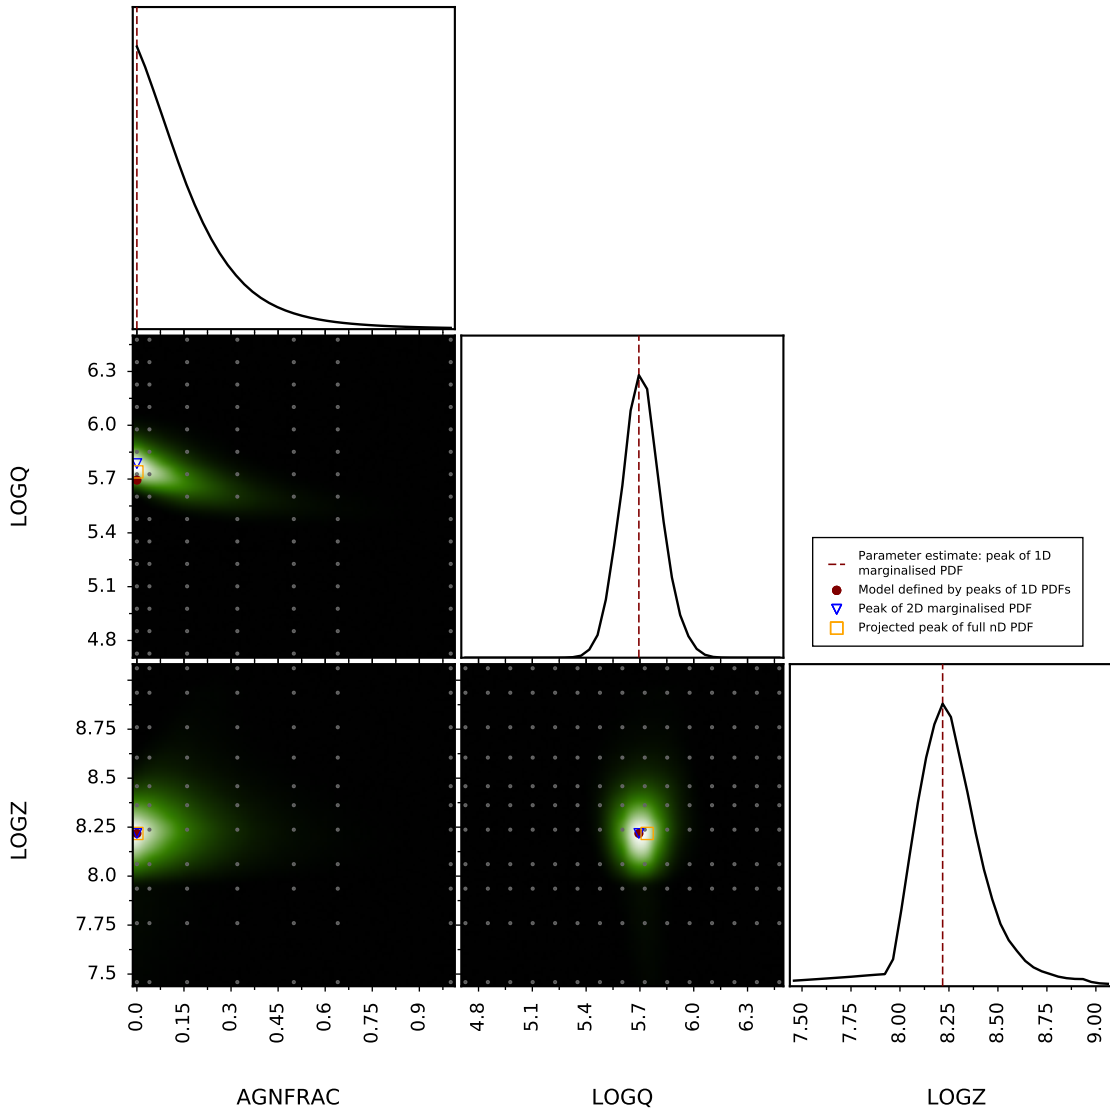 6.3
6.0
5.7
5.4
5.1
4.8
LOGQ
Parameter estimate: peak of 1D
marginalised PDF
Model defined by peaks of 1D PDFs
Peak of 2D marginalised PDF
Projected peak of full nD PDF
8.75
8.5
8.25
8.0
7.75
7.5
LOGZ
0.0 0.15 0.3 0.45 0.6 0.75 0.9
4.8 5.1 5.4 5.7 6.0 6.3
7.50 7.75 8.00 8.25 8.50 8.75 9.00
AGNFRAC LOGQ LOGZ